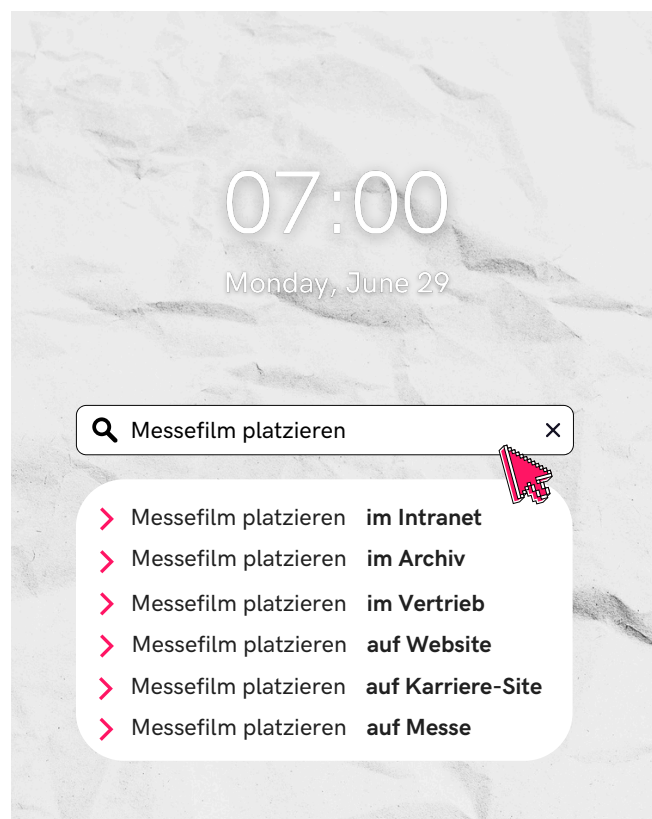 07:00
Monday, June 29
Messefilm platzieren
Messefilm platzieren im Intranet
Messefilm platzieren im Archiv
Messefilm platzieren im Vertrieb
Messefilm platzieren auf Website
Messefilm platzieren auf Karriere-Site
Messefilm platzieren auf Messe